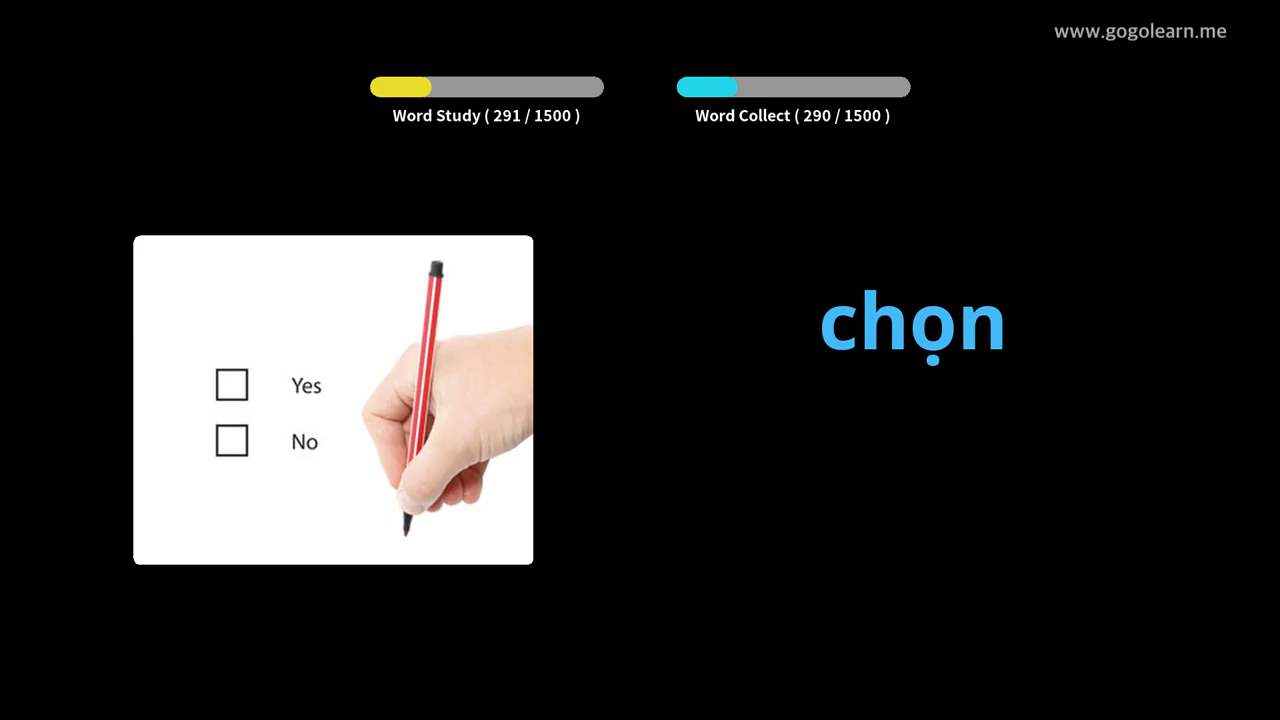 www.gogolearn.me
Word Study ( 291 / 1500 )
Word Collect ( 290 / 1500 )
chọn
Yes
No